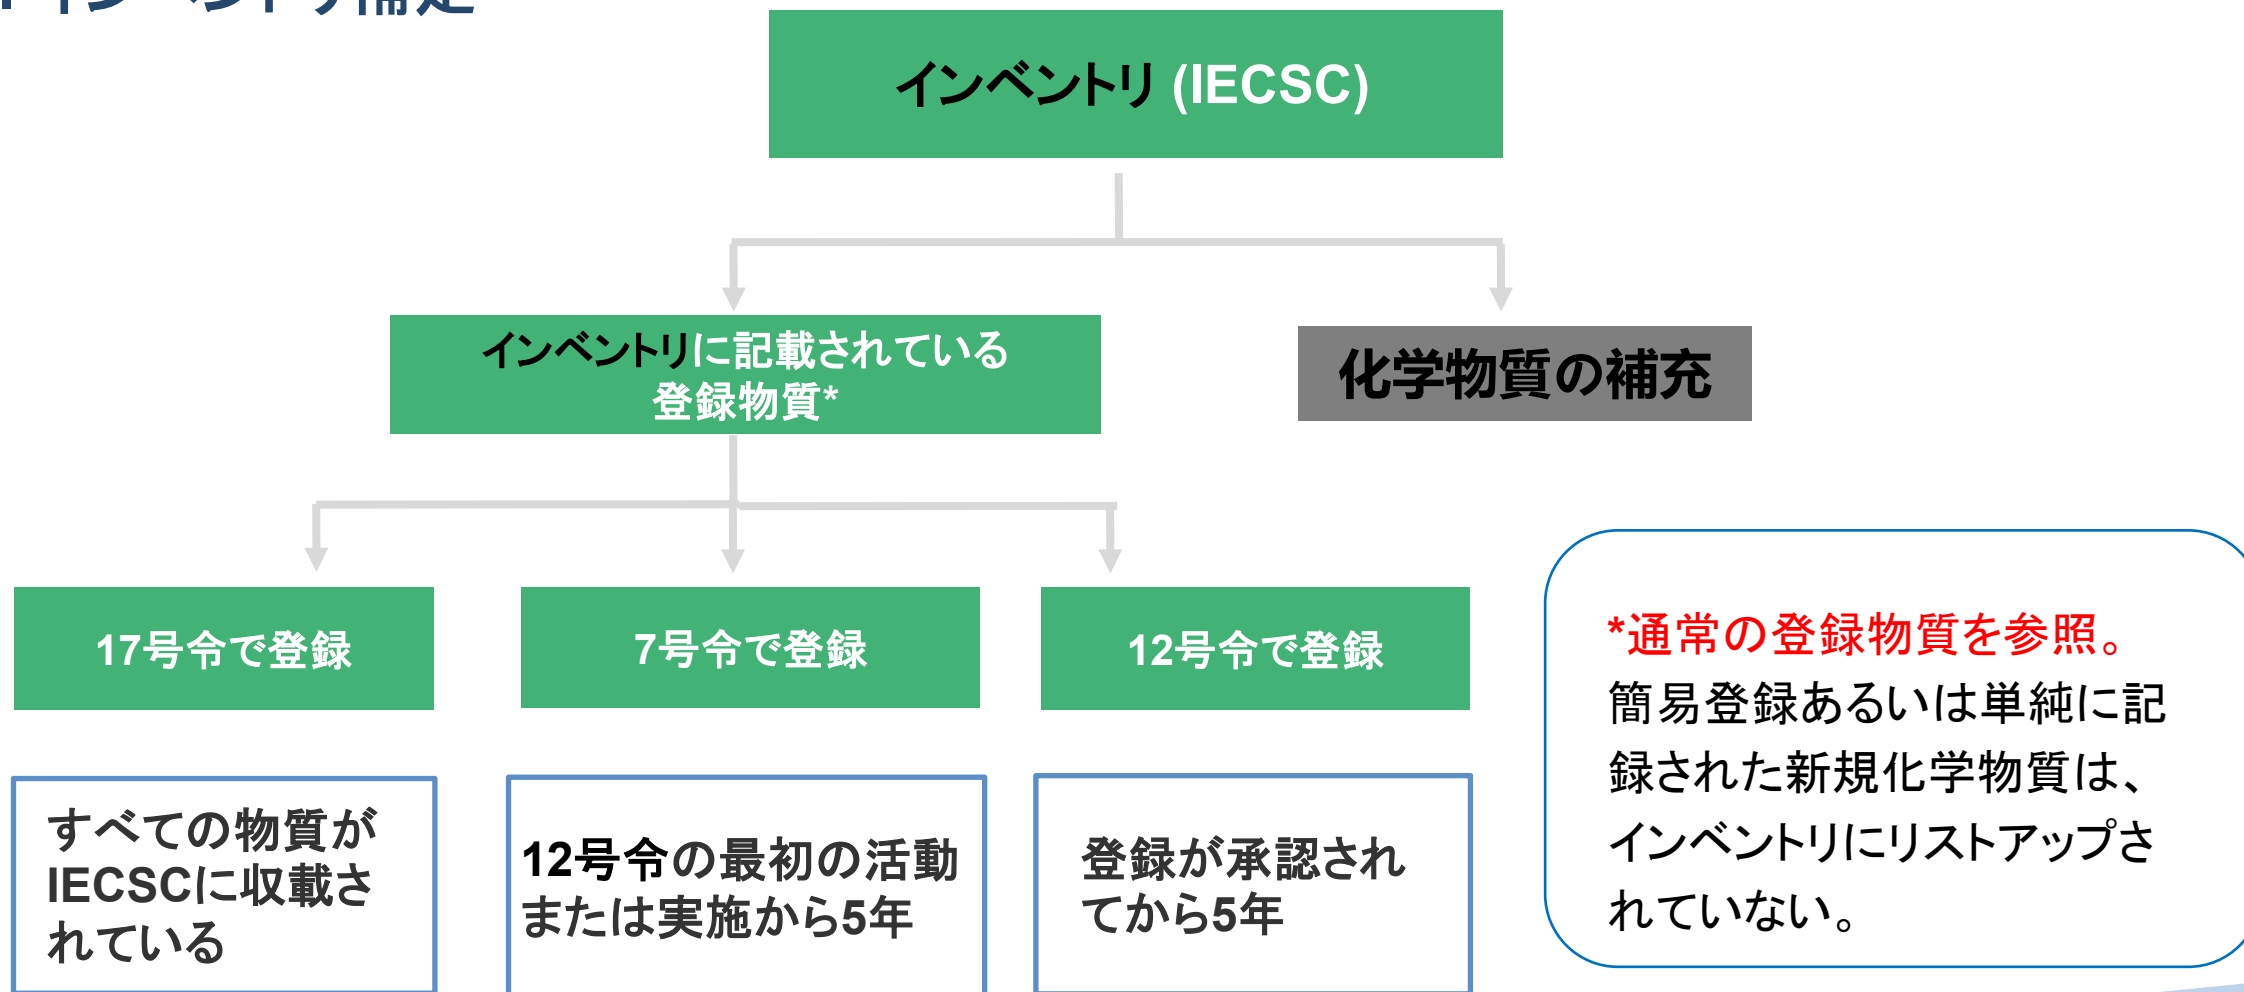 インベントリ補足
インベントリ (IECSC)
インベントリに記載されている
登録物質*
化学物質の補充
17号令で登録
7号令で登録
12号令で登録
すべての物質が
IECSCに収載さ
れている
12号令の最初の活動
または実施から5年
登録が承認され
てから5年
*通常の登録物質を参照。
簡易登録あるいは単純に記
録された新規化学物質は、
インベントリにリストアップさ
れていない。